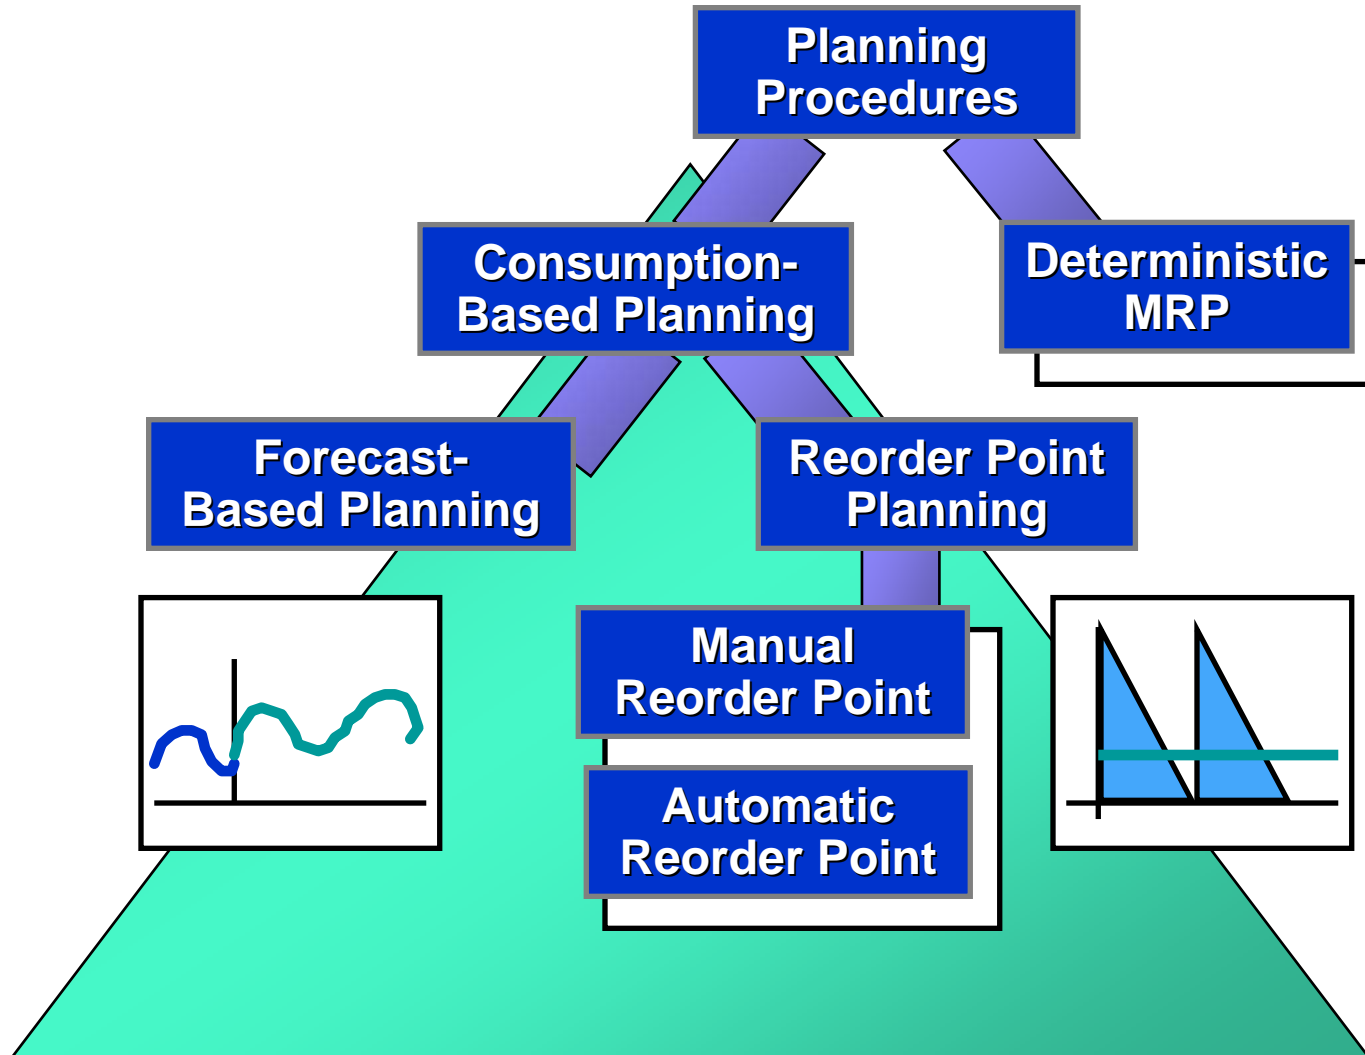 Planning
Procedures
Consumption-
Based Planning
Deterministic
MRP
Forecast-
Based Planning
Reorder Point
Planning
Manual
Reorder Point
Automatic
Reorder Point